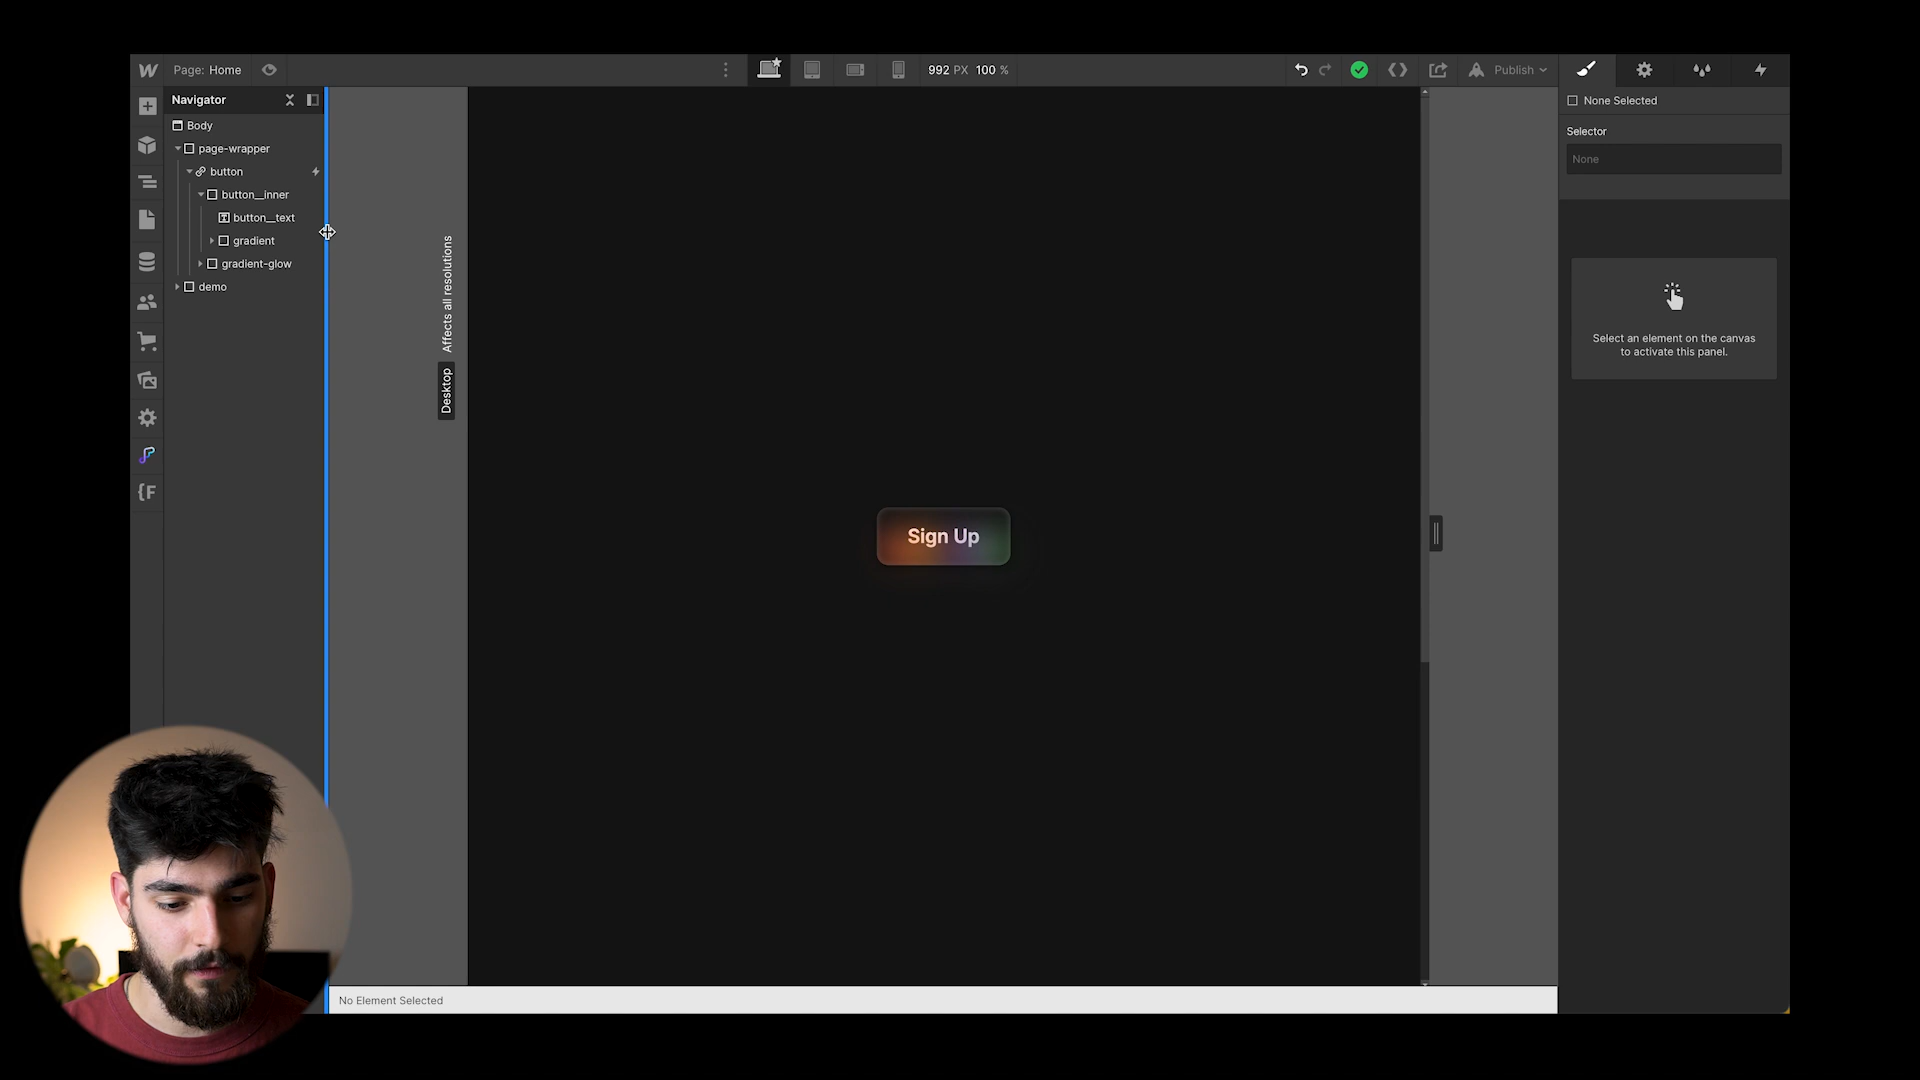 Page: Home
992 PX 100 %
Publish
Navigator
Body
page-wrapper
button
button__inner
button__text
gradient
gradient-glow
demo
{F
Affects all resolutions
Desktop
Sign Up
No Element Selected
None Selected
Selector
None
Select an element on the canvas
to activate this panel.